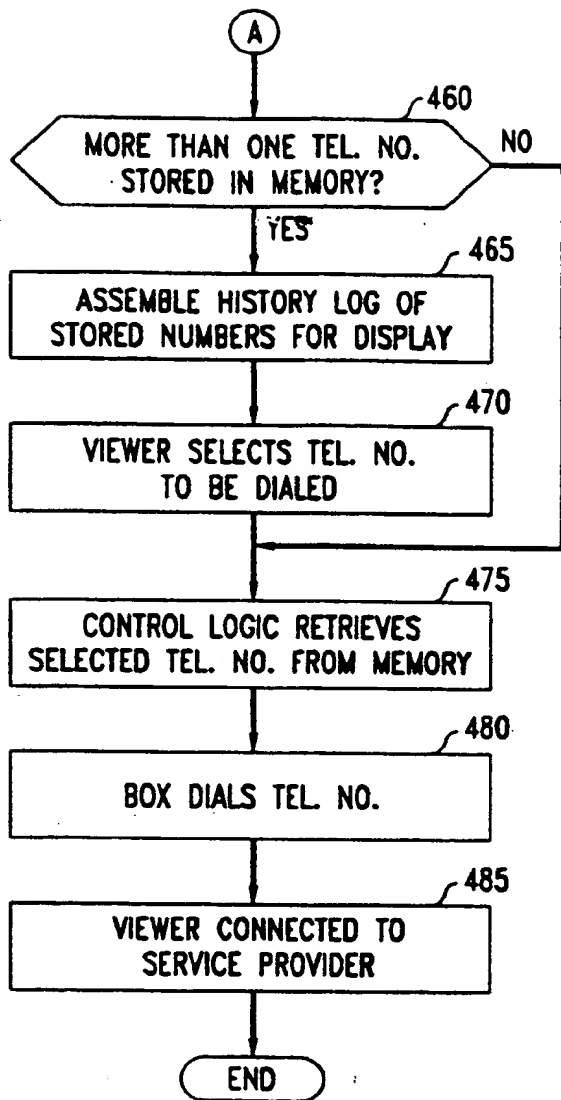 A
460
MORE THAN ONE TEL. NO.
STORED IN MEMORY?
NO
YES
465
ASSEMBLE HISTORY LOG OF
STORED NUMBERS FOR DISPLAY
470
VIEWER SELECTS TEL. NO.
TO BE DIALED
475
CONTROL LOGIC RETRIEVES
SELECTED TEL. NO. FROM MEMORY
480
BOX DIALS TEL. NO.
485
VIEWER CONNECTED TO
SERVICE PROVIDER
END